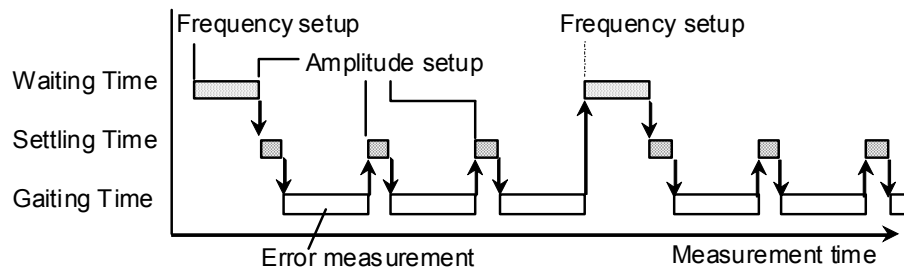 Frequency setup
Frequency setup
Amplitude setup
Waiting Time
Settling Time
Gaiting Time
Error measurement
Measurement time